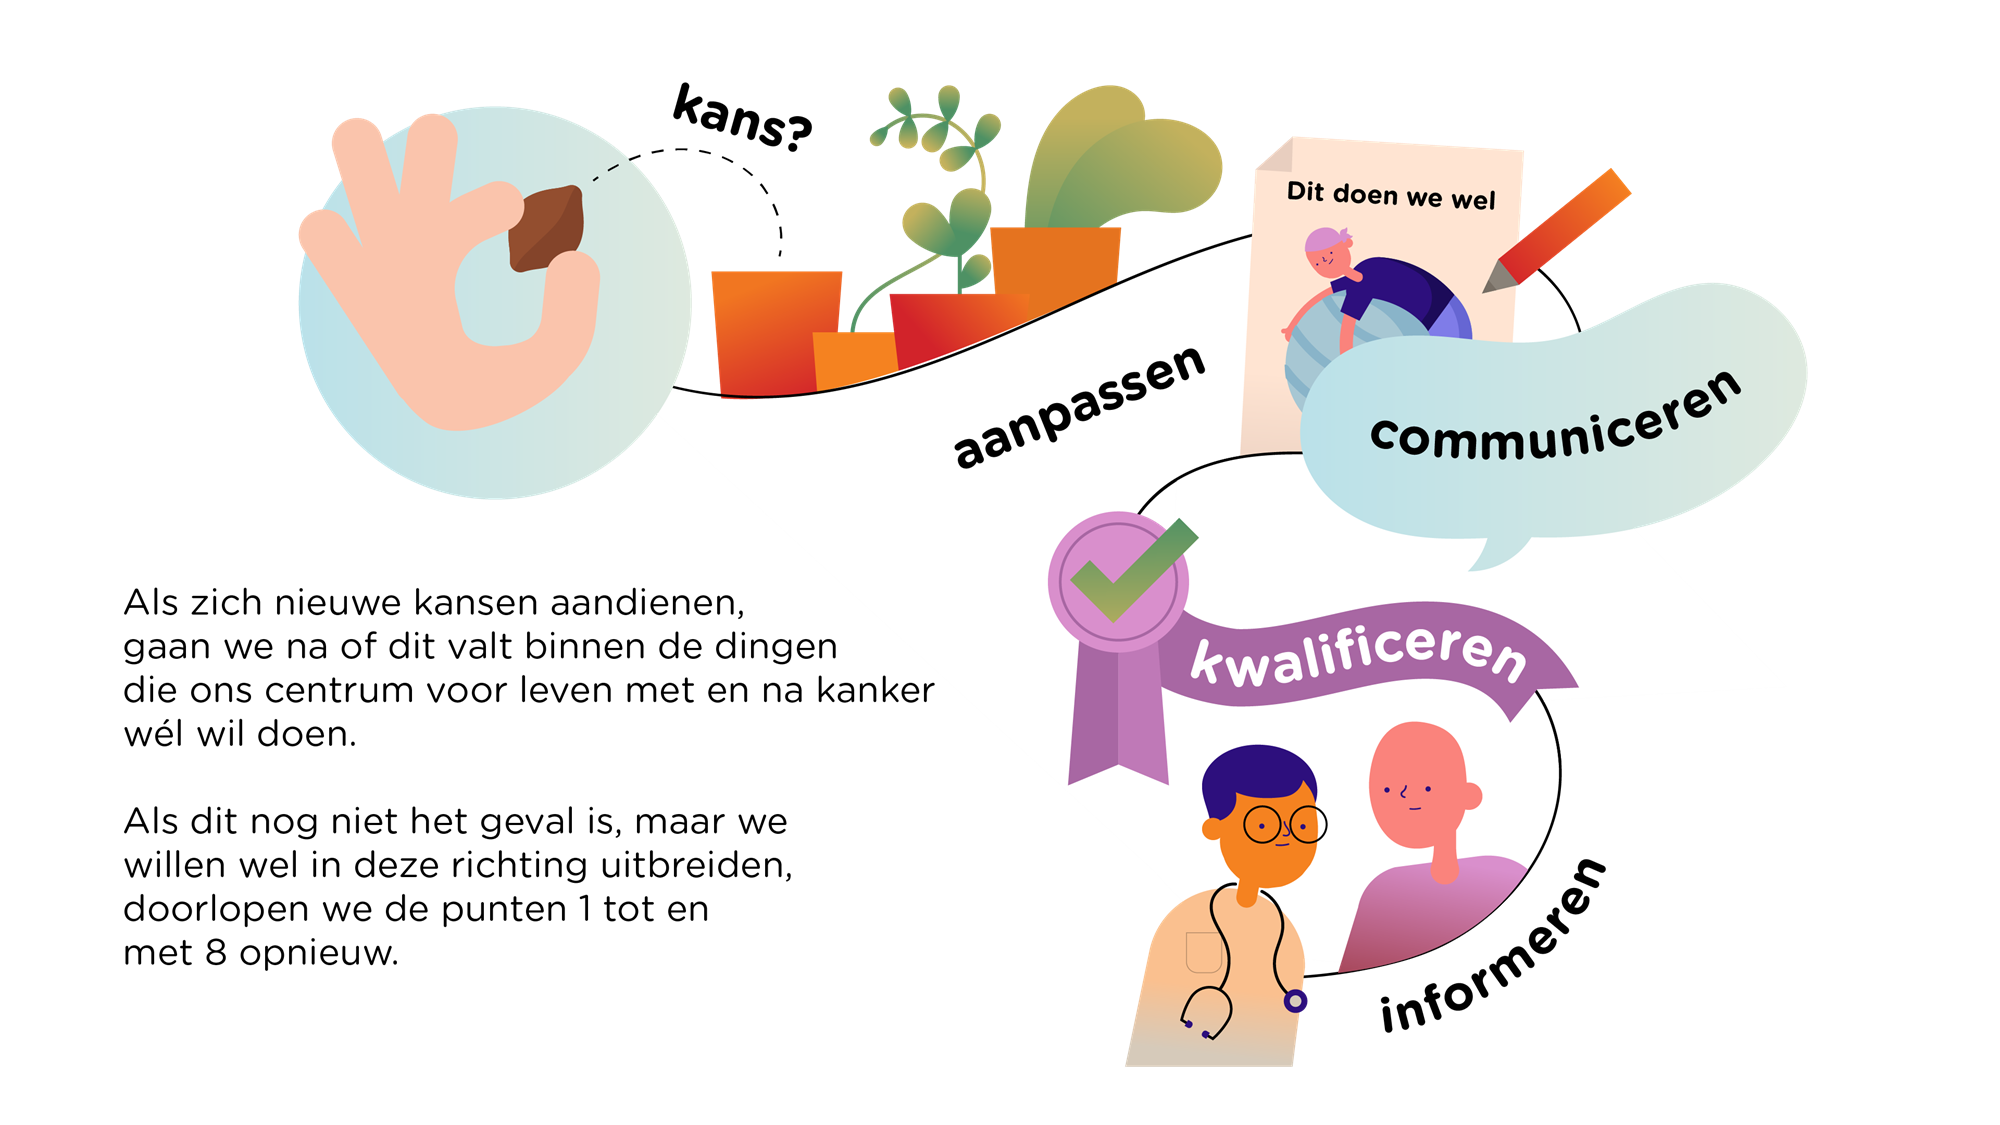 kans?
Dit doen we wel
aanpassen
communiceren
kwalificeren
informeren
Als zich nieuwe kansen aandienen,
gaan we na of dit valt binnen de dingen
die ons centrum voor leven met en na kanker
wél wil doen.
Als dit nog niet het geval is, maar we
willen wel in deze richting uitbreiden,
doorlopen we de punten 1 tot en
met 8 opnieuw.